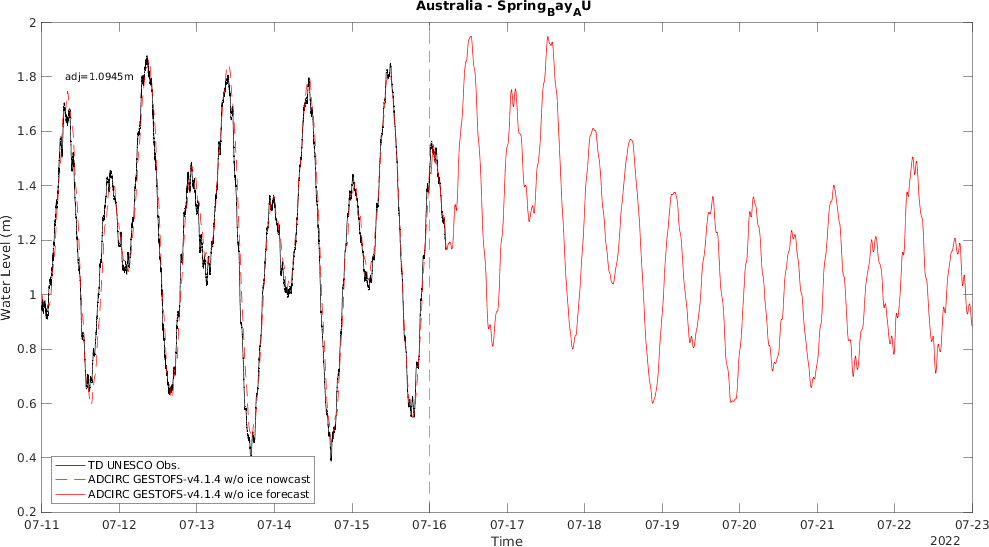 Australia - Spring_Bay_AU
adj=1.0945m
Water Level (m)
2
1.8
1.6
1.4
1.2
1
0.8
0.6
0.4
0.2
TD UNESCO Obs.
ADCIRC GESTOFS-v4.1.4 w/o ice nowcast
ADCIRC GESTOFS-v4.1.4 w/o ice forecast
07-11 07-12 07-13 07-14 07-15 07-16 07-17 07-18 07-19 07-20 07-21 07-22 07-23
Time
2022